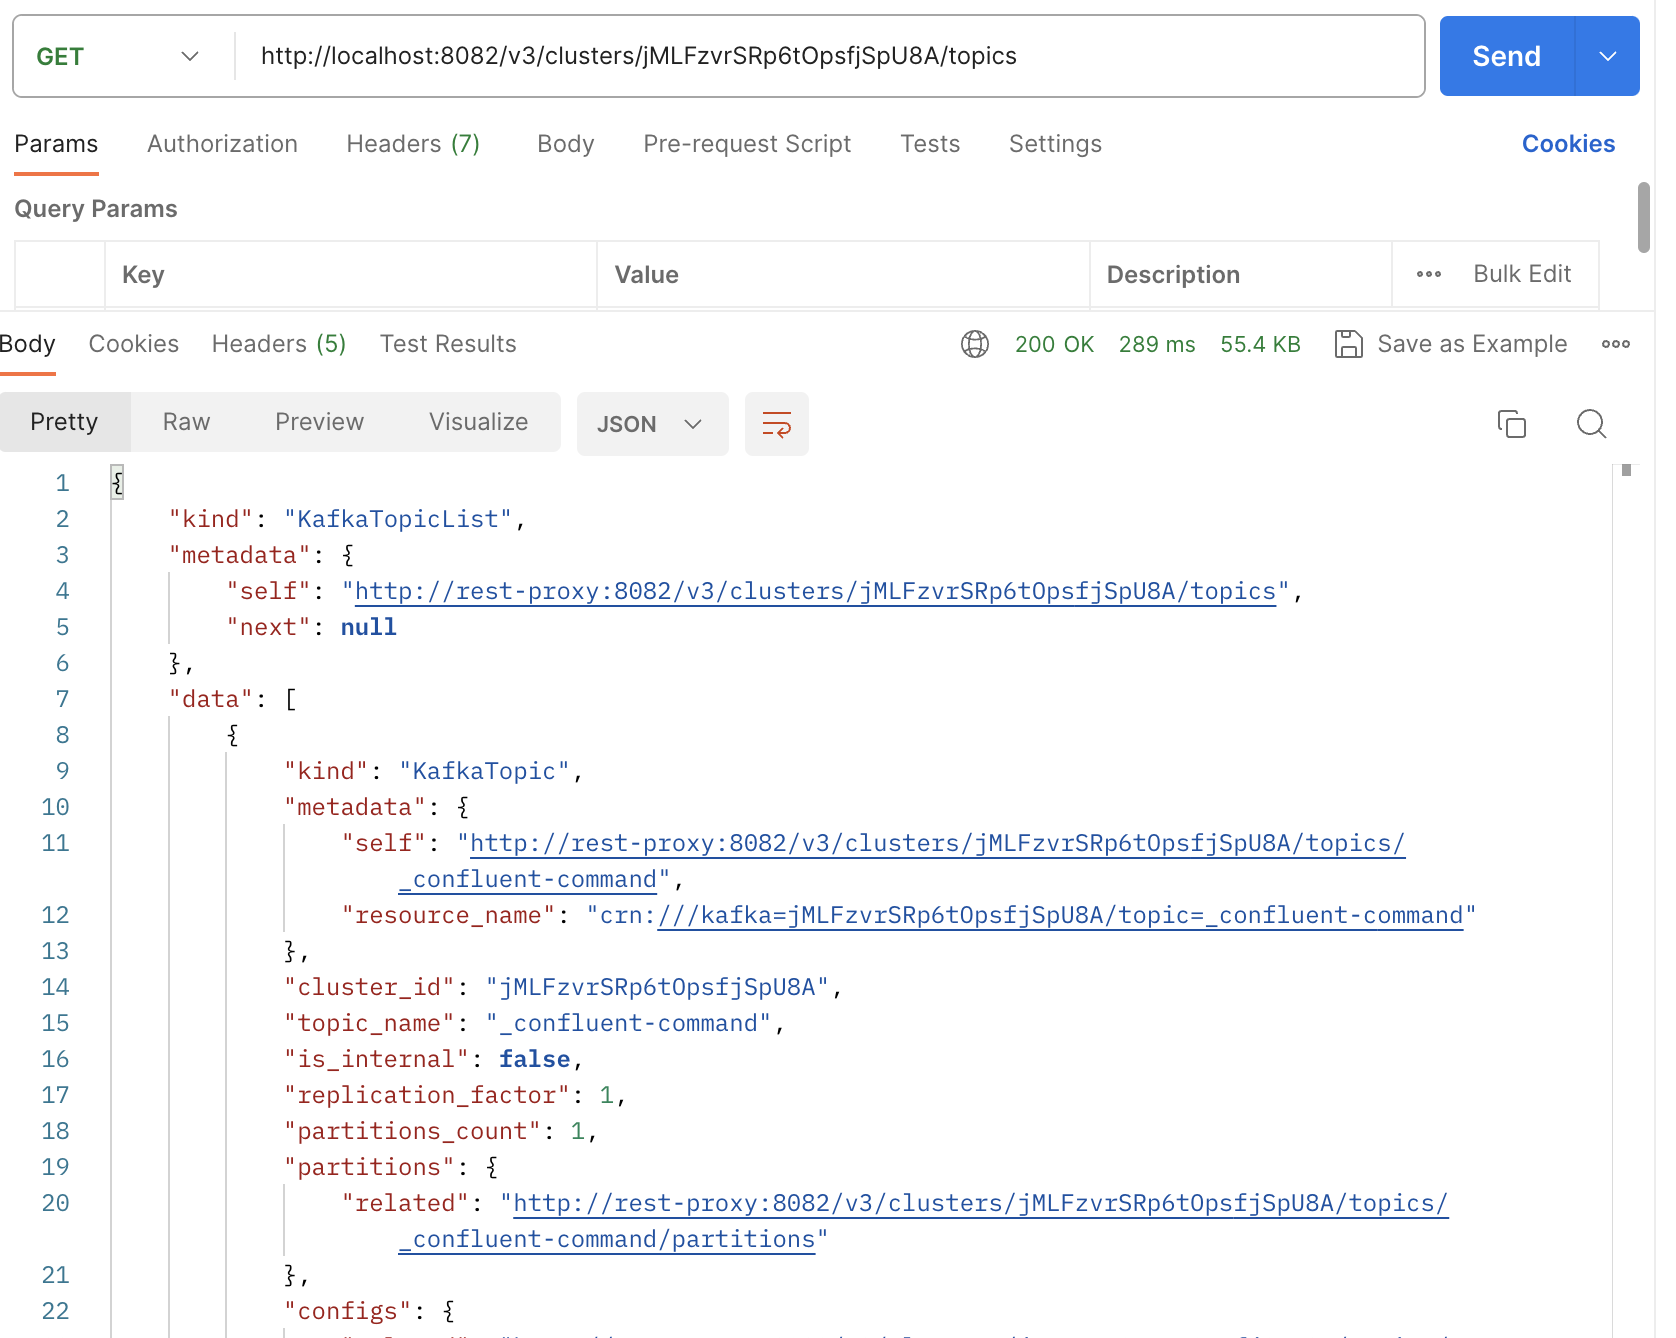 GET http://localhost:8082/v3/clusters/jMLFzvrSRp6tOpsfjSpU8A/topics Send
Params Authorization Headers (7) Body Pre-request Script Tests Settings Cookies
Query Params
Key Value Description ••• Bulk Edit
Body Cookies Headers (5) Test Results 200 OK 289 ms 55.4 KB Save as Example
Pretty Raw Preview Visualize JSON
1 {
2 "kind": "KafkaTopicList",
3 "metadata": {
4 "self": "http://rest-proxy:8082/v3/clusters/jMLFzvrSRp6tOpsfjSpU8A/topics",
5 "next": null
6 },
7 "data": [
8 {
9 "kind": "KafkaTopic",
10 "metadata": {
11 "self": "http://rest-proxy:8082/v3/clusters/jMLFzvrSRp6tOpsfjSpU8A/topics/
_confluent-command",
12 "resource_name": "crn:///kafka=jMLFzvrSRp6tOpsfjSpU8A/topic=_confluent-command"
13 },
14 "cluster_id": "jMLFzvrSRp6tOpsfjSpU8A",
15 "topic_name": "_confluent-command",
16 "is_internal": false,
17 "replication_factor": 1,
18 "partitions_count": 1,
19 "partitions": {
20 "related": "http://rest-proxy:8082/v3/clusters/jMLFzvrSRp6tOpsfjSpU8A/topics/
_confluent-command/partitions"
21 },
22 "configs": {